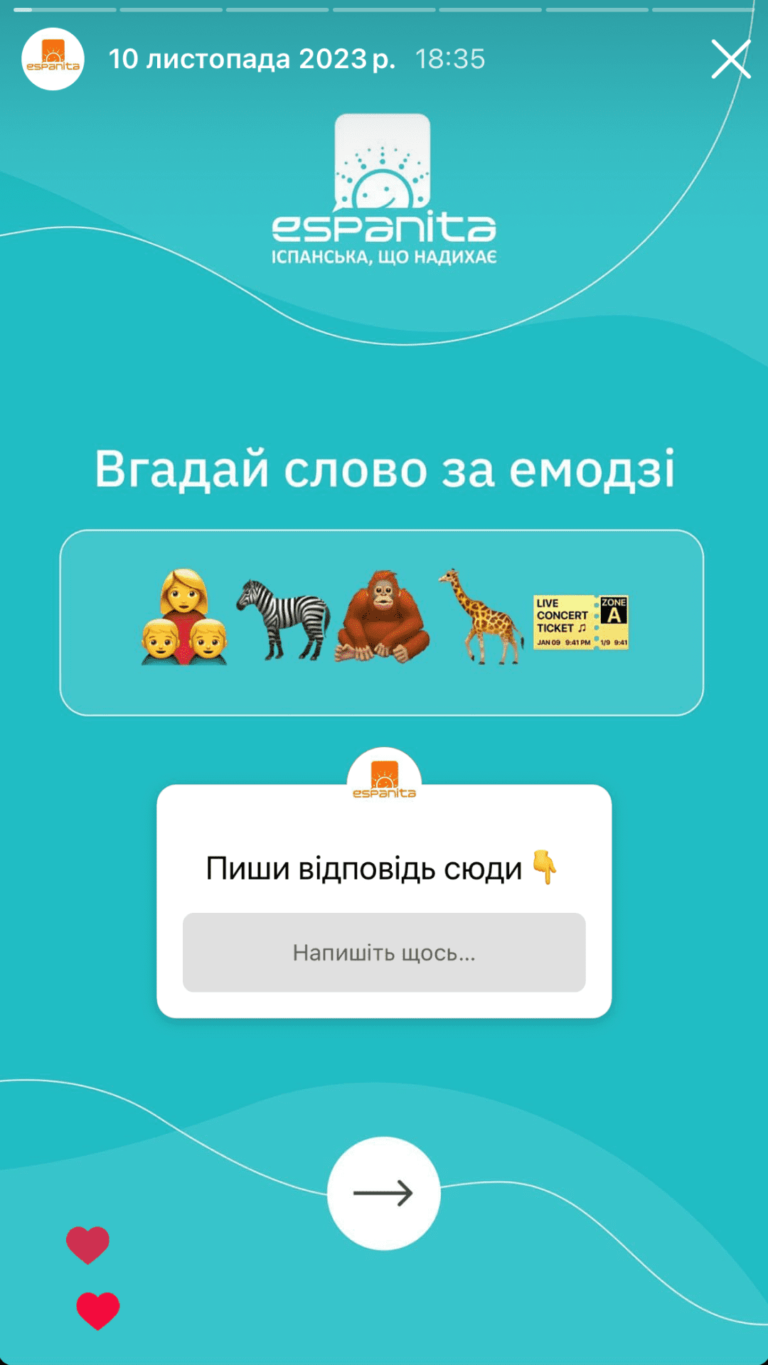 espanita
10 листопада 2023 р. 18:35
espanita
ІСПАНСЬКА, ЩО НАДИХАЄ
Вгадай слово за емодзі
LIVE
CONCERT
TICKET
JAN 09 9:41 PM
ZONE
A
1/9 9:41
espanita
Пиши відповідь сюди
Напишіть щось...